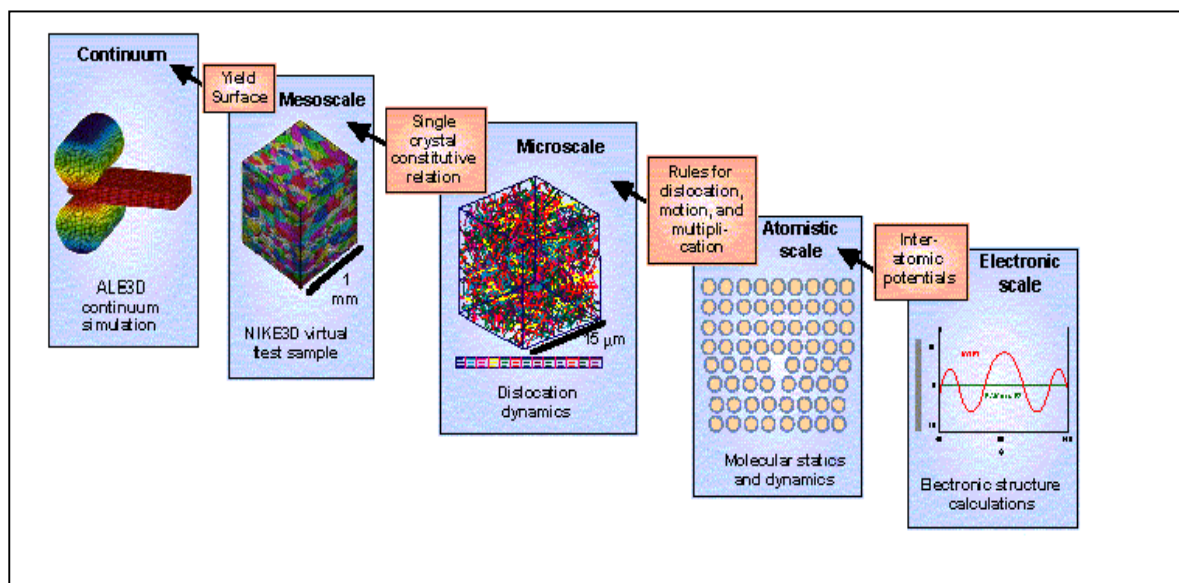 Continuum
ALE3D
continuum
simulation
Yield
Surface
Mesoscale
1
mm
NIKE3D virtual
test sample
Single
crystal
constitutive
relation
Microscale
15 μm
Dislocation
dynamics
Rules for
dislocation,
motion, and
multipli-
cation
Atomistic
scale
Molecular statics
and dynamics
Inter-
atomic
potentials
Electronic
scale
Electronic structure
calculations